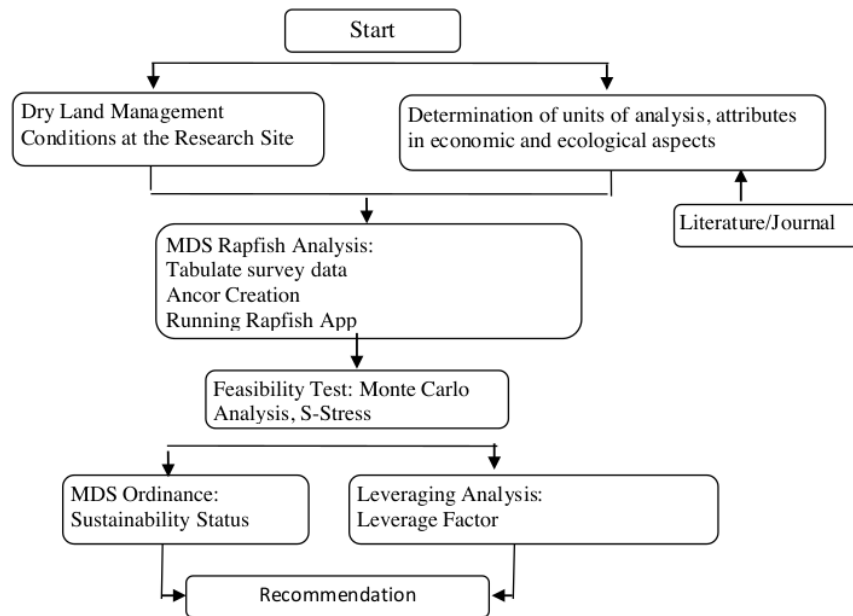 Start
Dry Land Management
Conditions at the Research Site
Determination of units of analysis, attributes
in economic and ecological aspects
Literature/Journal
MDS Rapfish Analysis:
Tabulate survey data
Ancor Creation
Running Rapfish App
Feasibility Test: Monte Carlo
Analysis, S-Stress
MDS Ordinance:
Sustainability Status
Leveraging Analysis:
Leverage Factor
Recommendation